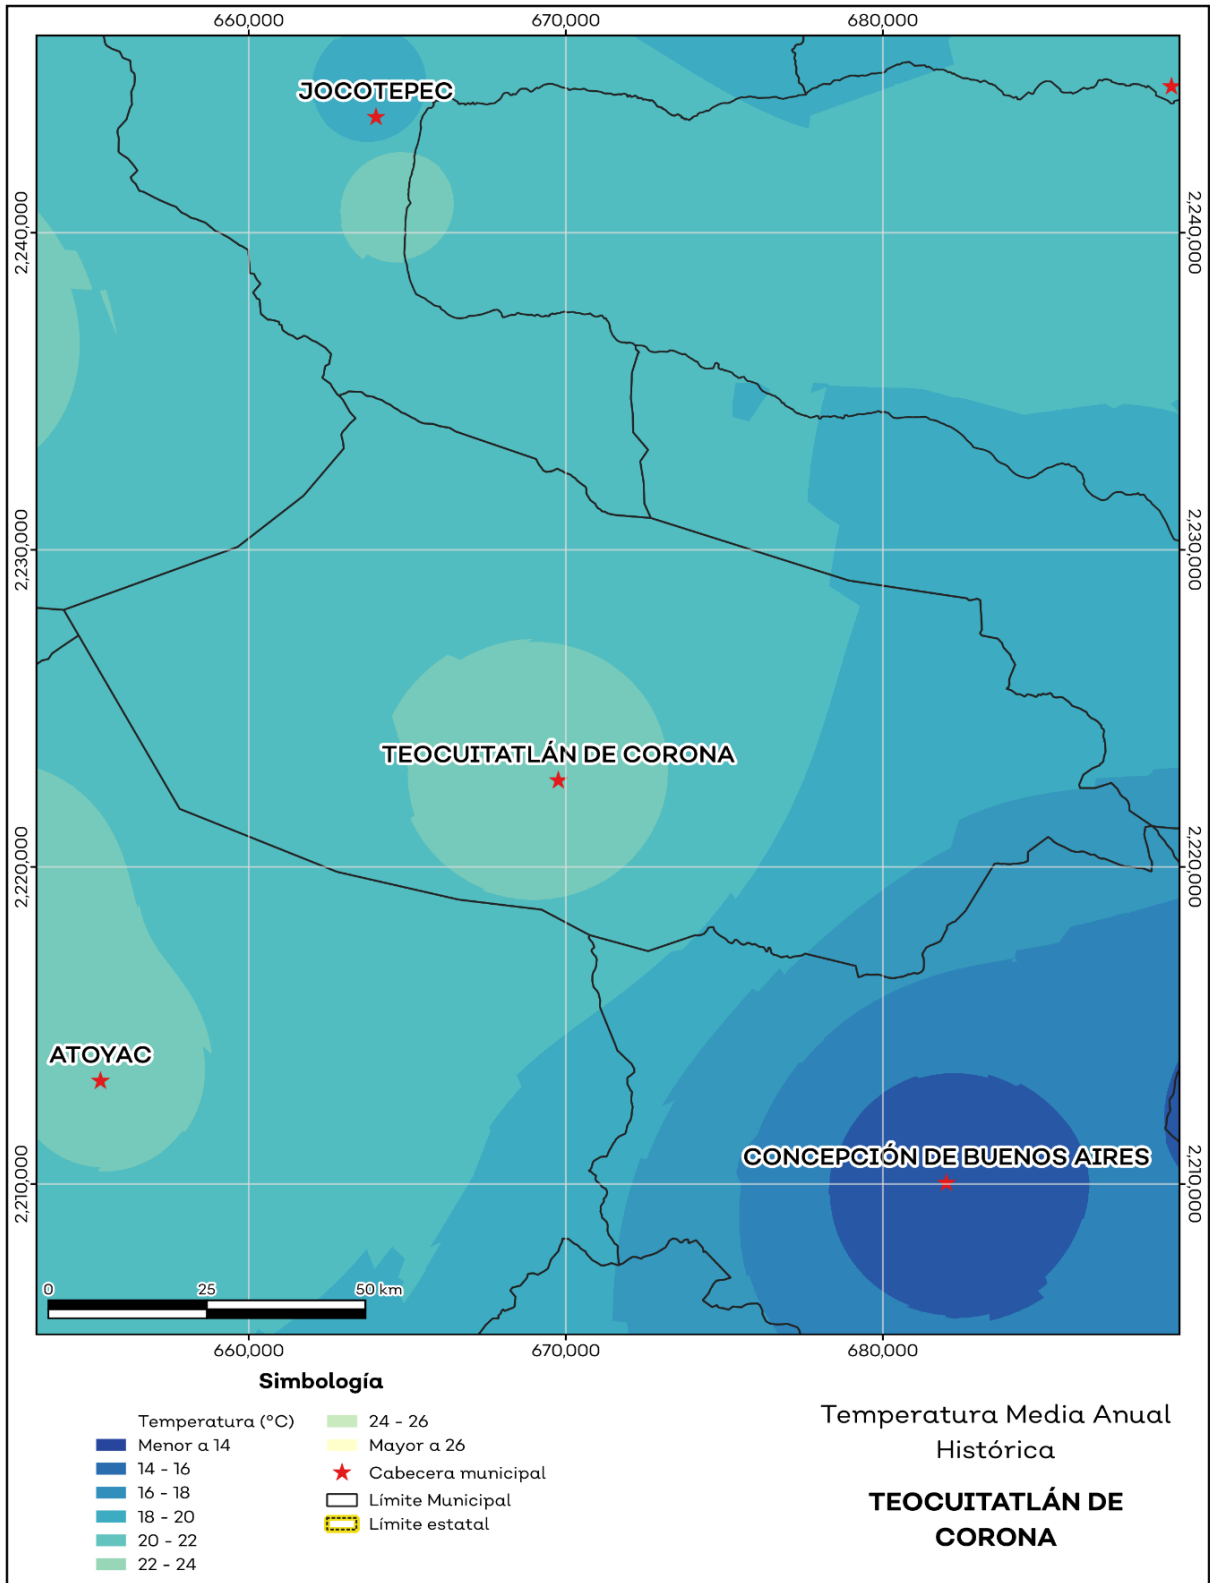 660,000
670,000
680,000
JOCOTEPEC
2,240,000
2,240,000
2,230,000
2,230,000
TEOCUITATLÁN DE CORONA
2,220,000
2,220,000
ATOYAC
CONCEPCIÓN DE BUENOS AIRES
2,210,000
2,210,000
0
25
50 km
660,000
670,000
680,000
Simbología
Temperatura (°C)
Menor a 14
14 - 16
16 - 18
18 - 20
20 - 22
22 - 24
24 - 26
Mayor a 26
Cabecera municipal
Límite Municipal
Límite estatal
Temperatura Media Anual
Histórica
TEOCUITATLÁN DE
CORONA